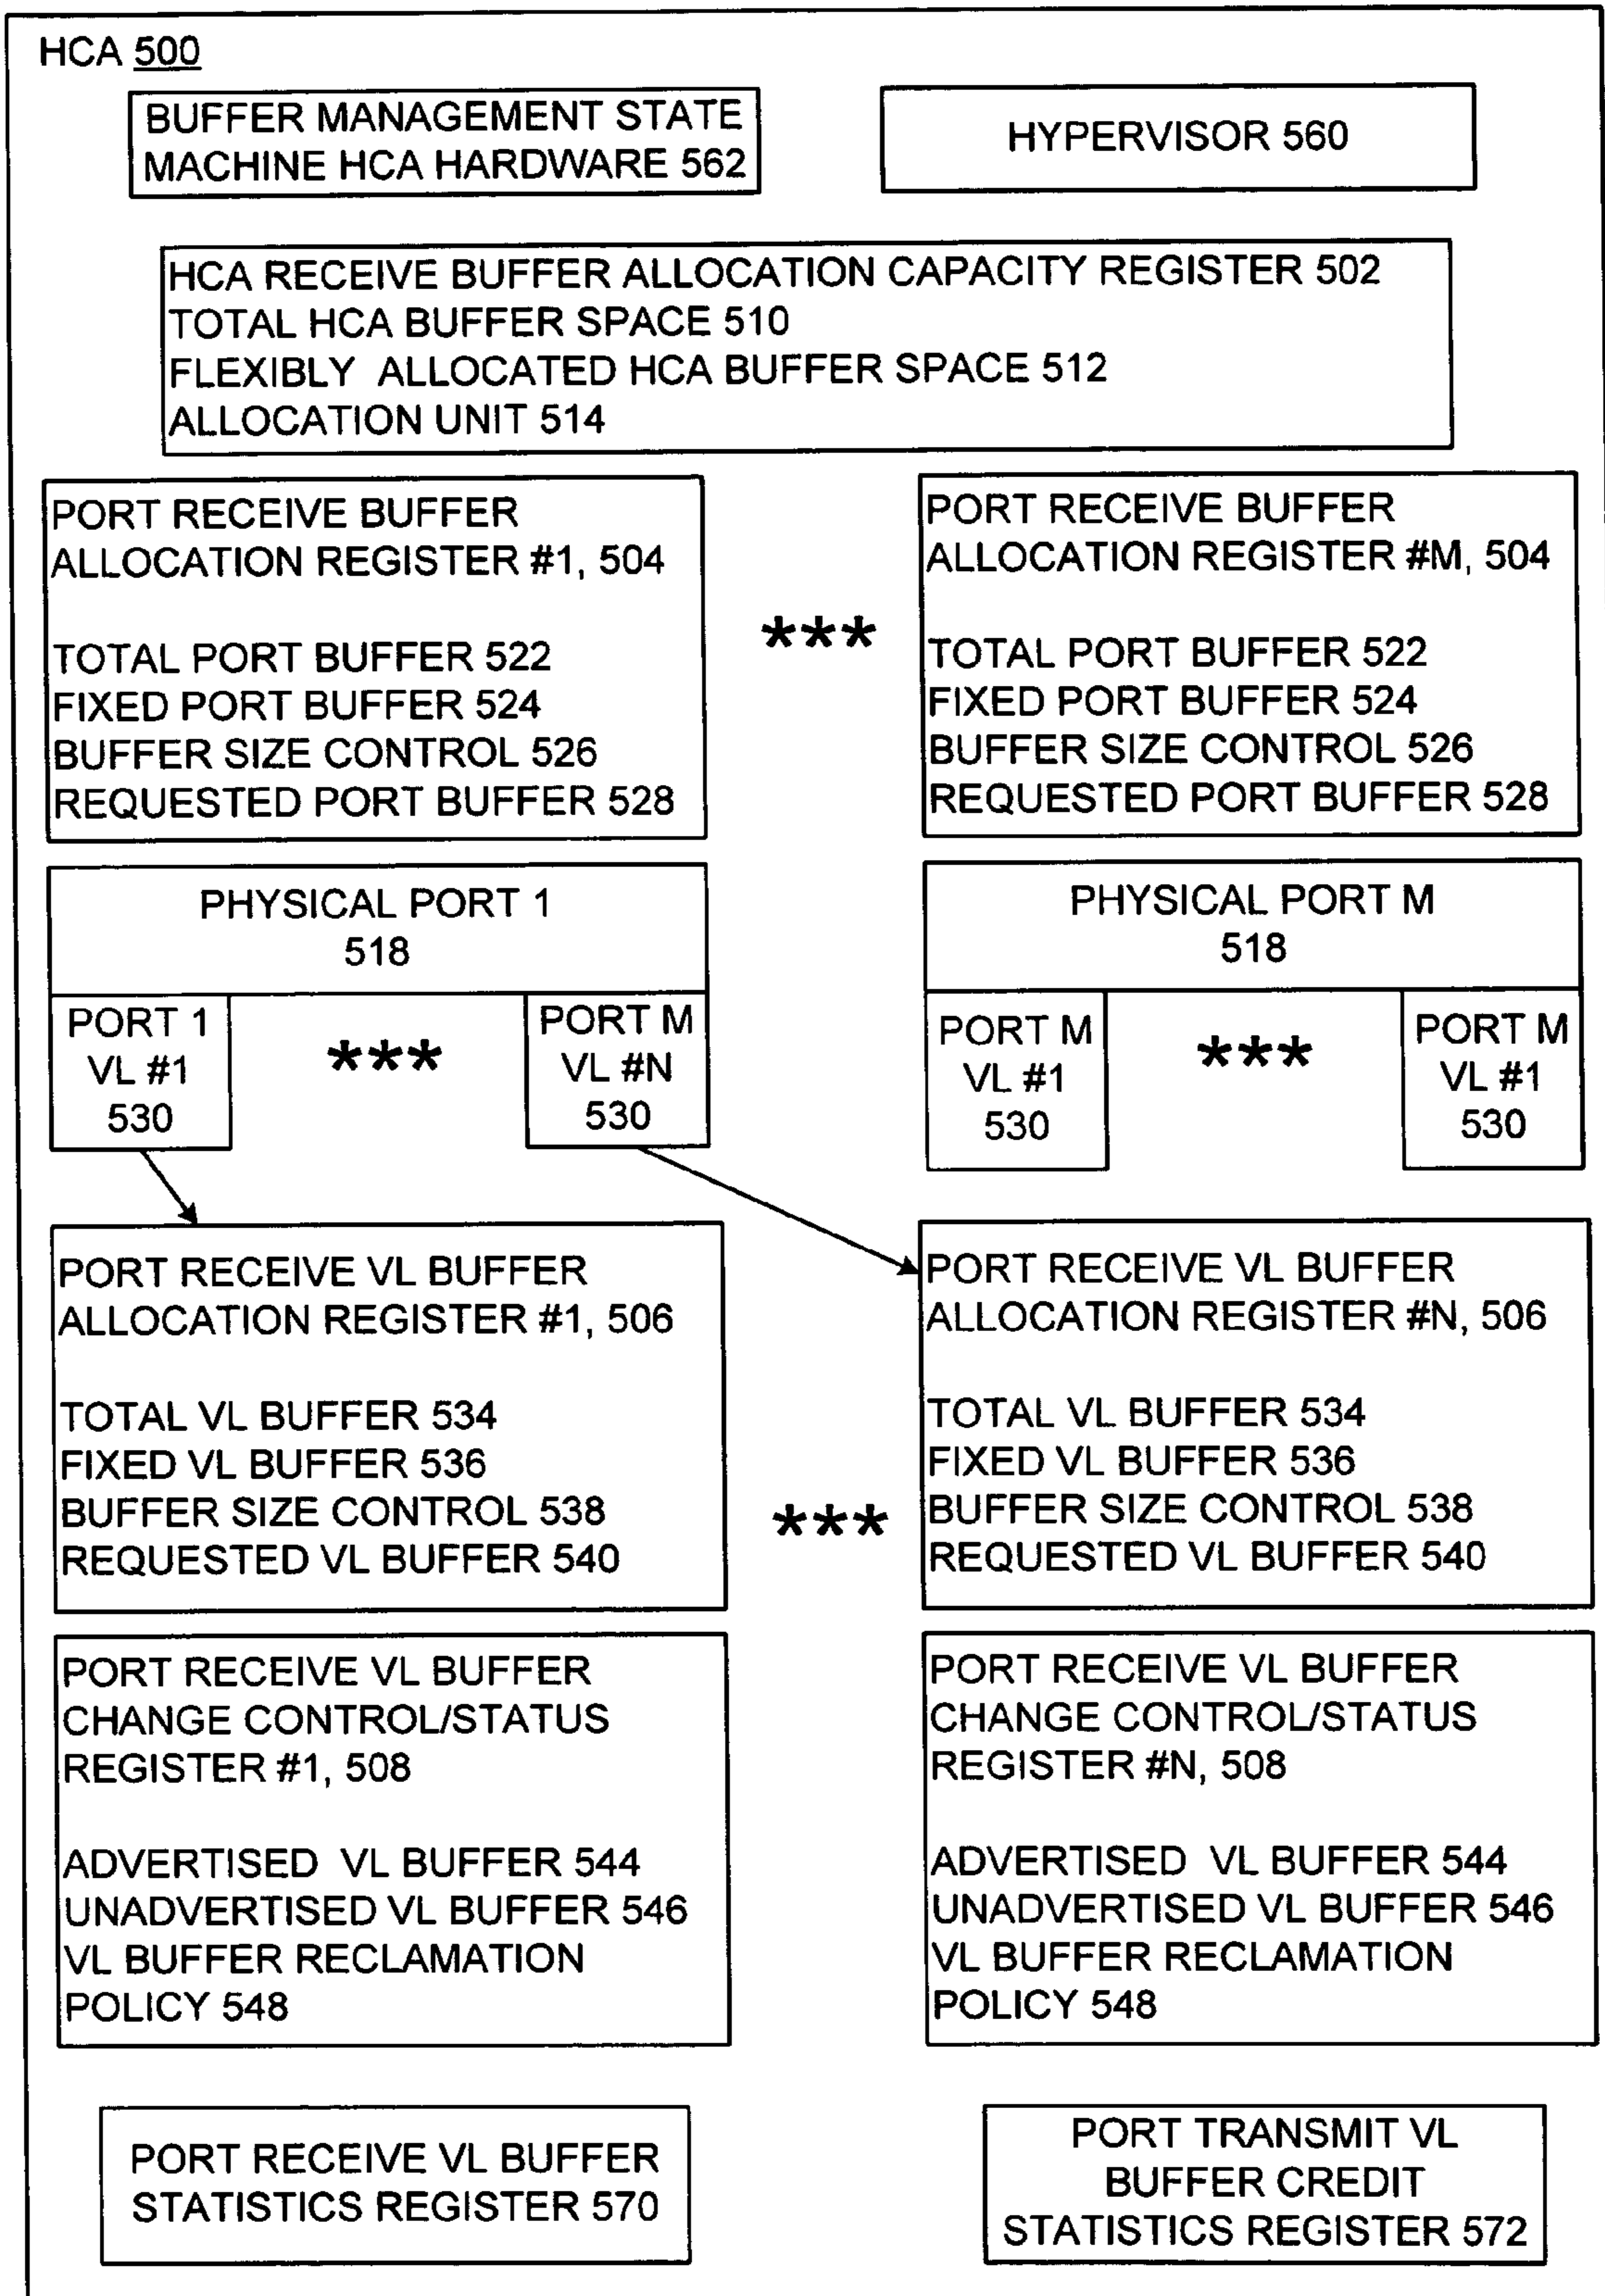 HCA 500
BUFFER MANAGEMENT STATE
MACHINE HCA HARDWARE 562
HYPERVISOR 560
HCA RECEIVE BUFFER ALLOCATION CAPACITY REGISTER 502
TOTAL HCA BUFFER SPACE 510
FLEXIBLY ALLOCATED HCA BUFFER SPACE 512
ALLOCATION UNIT 514
PORT RECEIVE BUFFER
ALLOCATION REGISTER #1, 504
TOTAL PORT BUFFER 522
FIXED PORT BUFFER 524
BUFFER SIZE CONTROL 526
REQUESTED PORT BUFFER 528
***
PORT RECEIVE BUFFER
ALLOCATION REGISTER #M, 504
TOTAL PORT BUFFER 522
FIXED PORT BUFFER 524
BUFFER SIZE CONTROL 526
REQUESTED PORT BUFFER 528
PHYSICAL PORT 1
518
PORT 1
VL #1
530
***
PORT M
VL #N
530
PHYSICAL PORT M
518
PORT M
VL #1
530
***
PORT M
VL #1
530
PORT RECEIVE VL BUFFER
ALLOCATION REGISTER #1, 506
TOTAL VL BUFFER 534
FIXED VL BUFFER 536
BUFFER SIZE CONTROL 538
REQUESTED VL BUFFER 540
***
PORT RECEIVE VL BUFFER
ALLOCATION REGISTER #N, 506
TOTAL VL BUFFER 534
FIXED VL BUFFER 536
BUFFER SIZE CONTROL 538
REQUESTED VL BUFFER 540
PORT RECEIVE VL BUFFER
CHANGE CONTROL/STATUS
REGISTER #1, 508
ADVERTISED VL BUFFER 544
UNADVERTISED VL BUFFER 546
VL BUFFER RECLAMATION
POLICY 548
PORT RECEIVE VL BUFFER
CHANGE CONTROL/STATUS
REGISTER #N, 508
ADVERTISED VL BUFFER 544
UNADVERTISED VL BUFFER 546
VL BUFFER RECLAMATION
POLICY 548
PORT RECEIVE VL BUFFER
STATISTICS REGISTER 570
PORT TRANSMIT VL
BUFFER CREDIT
STATISTICS REGISTER 572